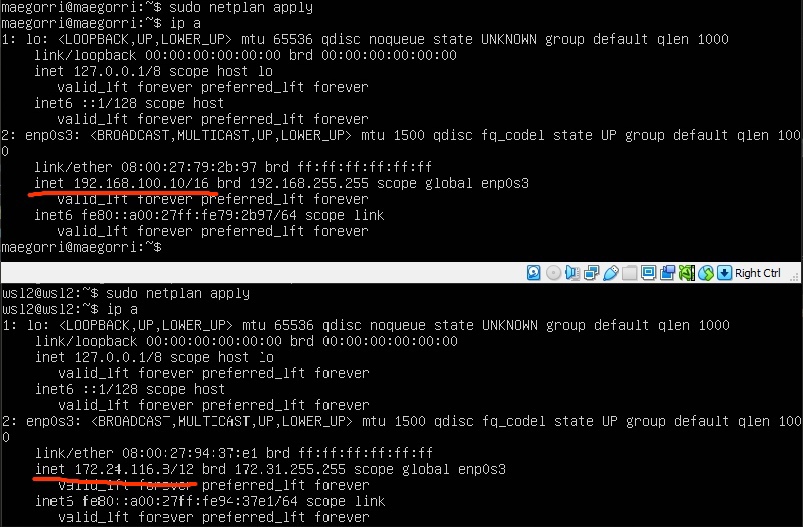 maegorri@maegorri:~$ sudo netplan apply
maegorri@maegorri:~$ ip a
1: lo: <LOOPBACK,UP,LOWER_UP> mtu 65536 qdisc noqueue state UNKNOWN group default qlen 1000
link/loopback 00:00:00:00:00:00 brd 00:00:00:00:00:00
inet 127.0.0.1/8 scope host lo
valid_lft forever preferred_lft forever
inet6 ::1/128 scope host
valid_lft forever preferred_lft forever
2: enp0s3: <BROADCAST,MULTICAST,UP,LOWER_UP> mtu 1500 qdisc fq_codel state UP group default qlen 100
0
link/ether 08:00:27:79:2b:97 brd ff:ff:ff:ff:ff:ff
inet 192.168.100.10/16 brd 192.168.255.255 scope global enp0s3
valid_lft forever preferred_lft forever
inet6 fe80::a00:27ff:fe79:2b97/64 scope link
valid_lft forever preferred_lft forever
maegorri@maegorri:~$
Right Ctrl
wsl2@wsl2:~$ sudo netplan apply
wsl2@wsl2:~$ ip a
1: lo: <LOOPBACK,UP,LOWER_UP> mtu 65536 qdisc noqueue state UNKNOWN group default qlen 1000
link/loopback 00:00:00:00:00:00 brd 00:00:00:00:00:00
inet 127.0.0.1/8 scope host lo
valid_lft forever preferred_lft forever
inet6 ::1/128 scope host
valid_lft forever preferred_lft forever
2: enp0s3: <BROADCAST,MULTICAST,UP,LOWER_UP> mtu 1500 qdisc fq_codel state UP group default qlen 100
0
link/ether 08:00:27:94:37:e1 brd ff:ff:ff:ff:ff:ff
inet 172.24.116.8/12 brd 172.31.255.255 scope global enp0s3
valid_lft forever preferred_lft forever
inet6 fe80::a00:27ff:fe94:37e1/64 scope link
valid_lft forever preferred_lft forever